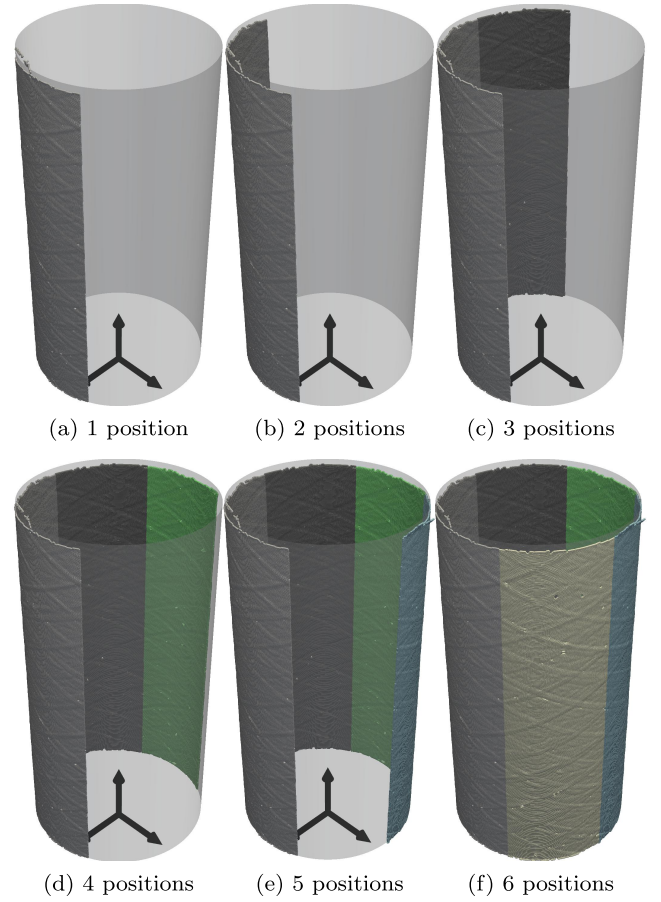 (a) 1 position
(b) 2 positions
(c) 3 positions
(d) 4 positions
(e) 5 positions
(f) 6 positions